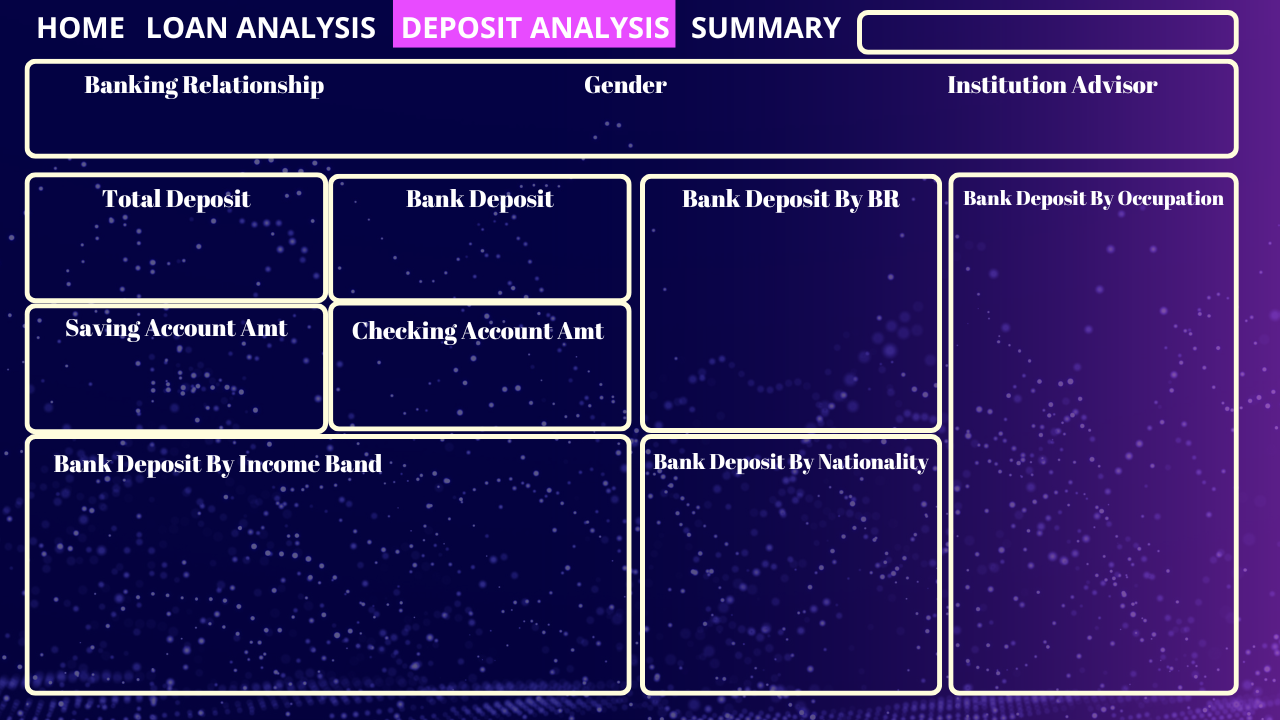 HOME LOAN ANALYSIS DEPOSIT ANALYSIS SUMMARY
Banking Relationship Gender Institution Advisor
Total Deposit Bank Deposit Bank Deposit By BR Bank Deposit By Occupation
Saving Account Amt Checking Account Amt
Bank Deposit By Income Band Bank Deposit By Nationality